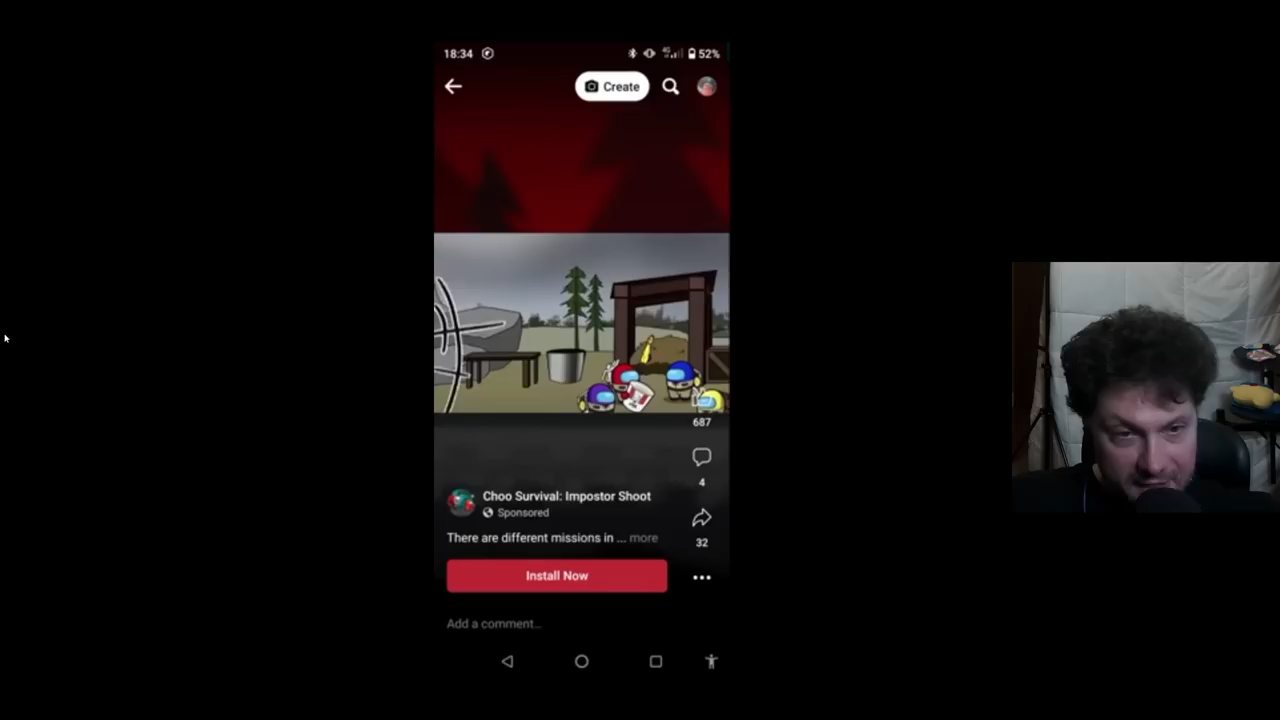 18:34 4G 52%
Create
687
4
Choo Survival: Impostor Shoot
Sponsored
There are different missions in ... more
32
Install Now
Add a comment...